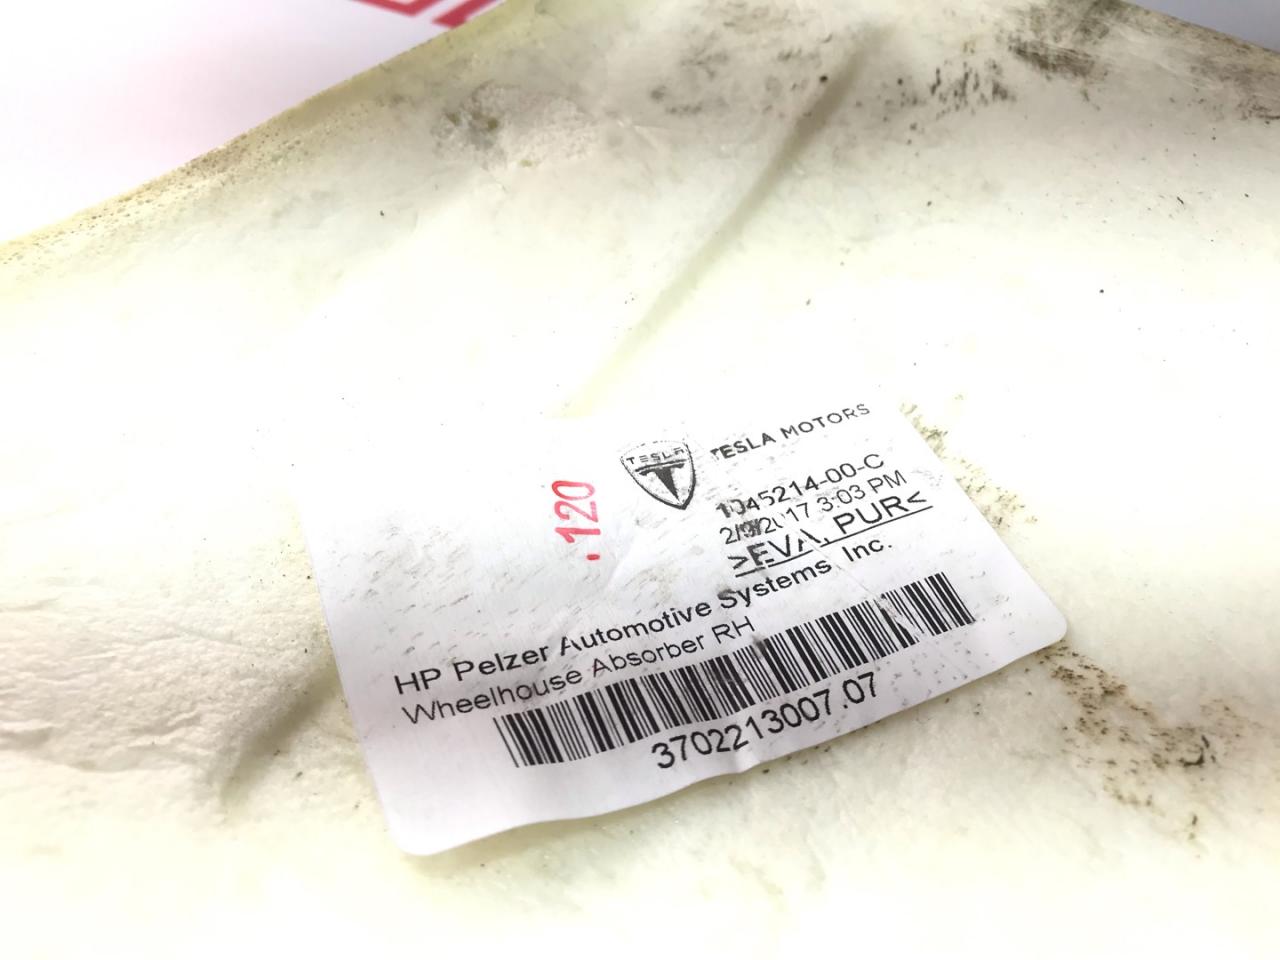 TESLA
TESLA MOTORS
1045214-00-C
2/9/2017 3:03 PM
>EVA, PUR<
.120
HP Pelzer Automotive Systems, Inc.
Wheelhouse Absorber RH
3702213007.07